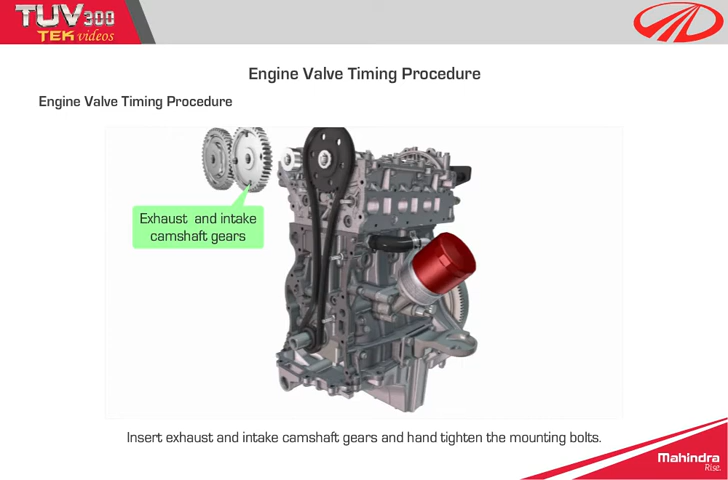 TUV300
TEK videos
Engine Valve Timing Procedure
Engine Valve Timing Procedure
Exhaust and intake
camshaft gears
Insert exhaust and intake camshaft gears and hand tighten the mounting bolts.
Mahindra
Rise.